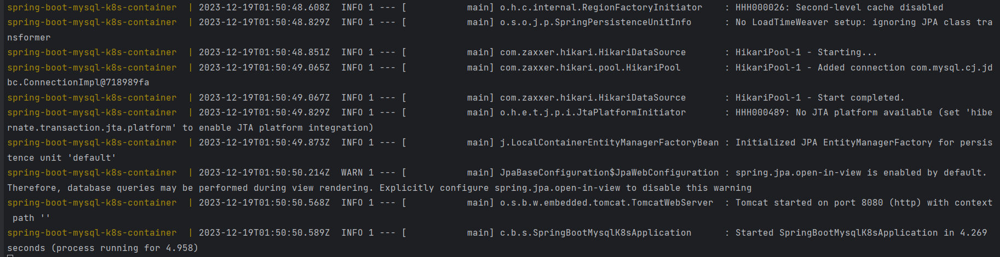 spring-boot-mysql-k8s-container  | 2023-12-19T01:50:48.608Z  INFO 1 --- [           main] o.h.c.internal.RegionFactoryInitiator    : HHH000026: Second-level cache disabled
spring-boot-mysql-k8s-container  | 2023-12-19T01:50:48.829Z  INFO 1 --- [           main] o.s.o.j.p.SpringPersistenceUnitInfo      : No LoadTimeWeaver setup: ignoring JPA class tra
nsformer
spring-boot-mysql-k8s-container  | 2023-12-19T01:50:48.851Z  INFO 1 --- [           main] com.zaxxer.hikari.HikariDataSource       : HikariPool-1 - Starting...
spring-boot-mysql-k8s-container  | 2023-12-19T01:50:49.065Z  INFO 1 --- [           main] com.zaxxer.hikari.pool.HikariPool        : HikariPool-1 - Added connection com.mysql.cj.jd
bc.ConnectionImpl@718989fa
spring-boot-mysql-k8s-container  | 2023-12-19T01:50:49.067Z  INFO 1 --- [           main] com.zaxxer.hikari.HikariDataSource       : HikariPool-1 - Start completed.
spring-boot-mysql-k8s-container  | 2023-12-19T01:50:49.829Z  INFO 1 --- [           main] o.h.e.t.j.p.i.JtaPlatformInitiator       : HHH000489: No JTA platform available (set 'hibe
rnate.transaction.jta.platform' to enable JTA platform integration)
spring-boot-mysql-k8s-container  | 2023-12-19T01:50:49.873Z  INFO 1 --- [           main] j.LocalContainerEntityManagerFactoryBean : Initialized JPA EntityManagerFactory for persis
tence unit 'default'
spring-boot-mysql-k8s-container  | 2023-12-19T01:50:50.214Z  WARN 1 --- [           main] JpaBaseConfiguration$JpaWebConfiguration : spring.jpa.open-in-view is enabled by default.
Therefore, database queries may be performed during view rendering. Explicitly configure spring.jpa.open-in-view to disable this warning
spring-boot-mysql-k8s-container  | 2023-12-19T01:50:50.568Z  INFO 1 --- [           main] o.s.b.w.embedded.tomcat.TomcatWebServer  : Tomcat started on port 8080 (http) with context
 path ''
spring-boot-mysql-k8s-container  | 2023-12-19T01:50:50.589Z  INFO 1 --- [           main] c.b.s.SpringBootMysqlK8sApplication      : Started SpringBootMysqlK8sApplication in 4.269
seconds (process running for 4.958)